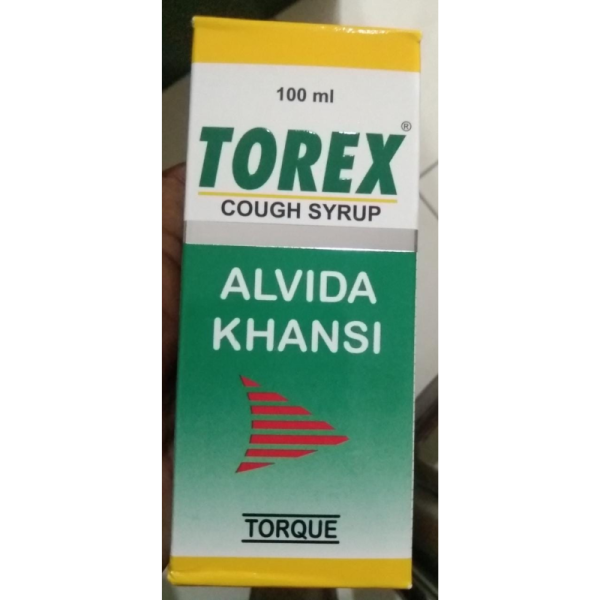 100 ml
TOREX®
COUGH SYRUP
ALVIDA
KHANSI
TORQUE